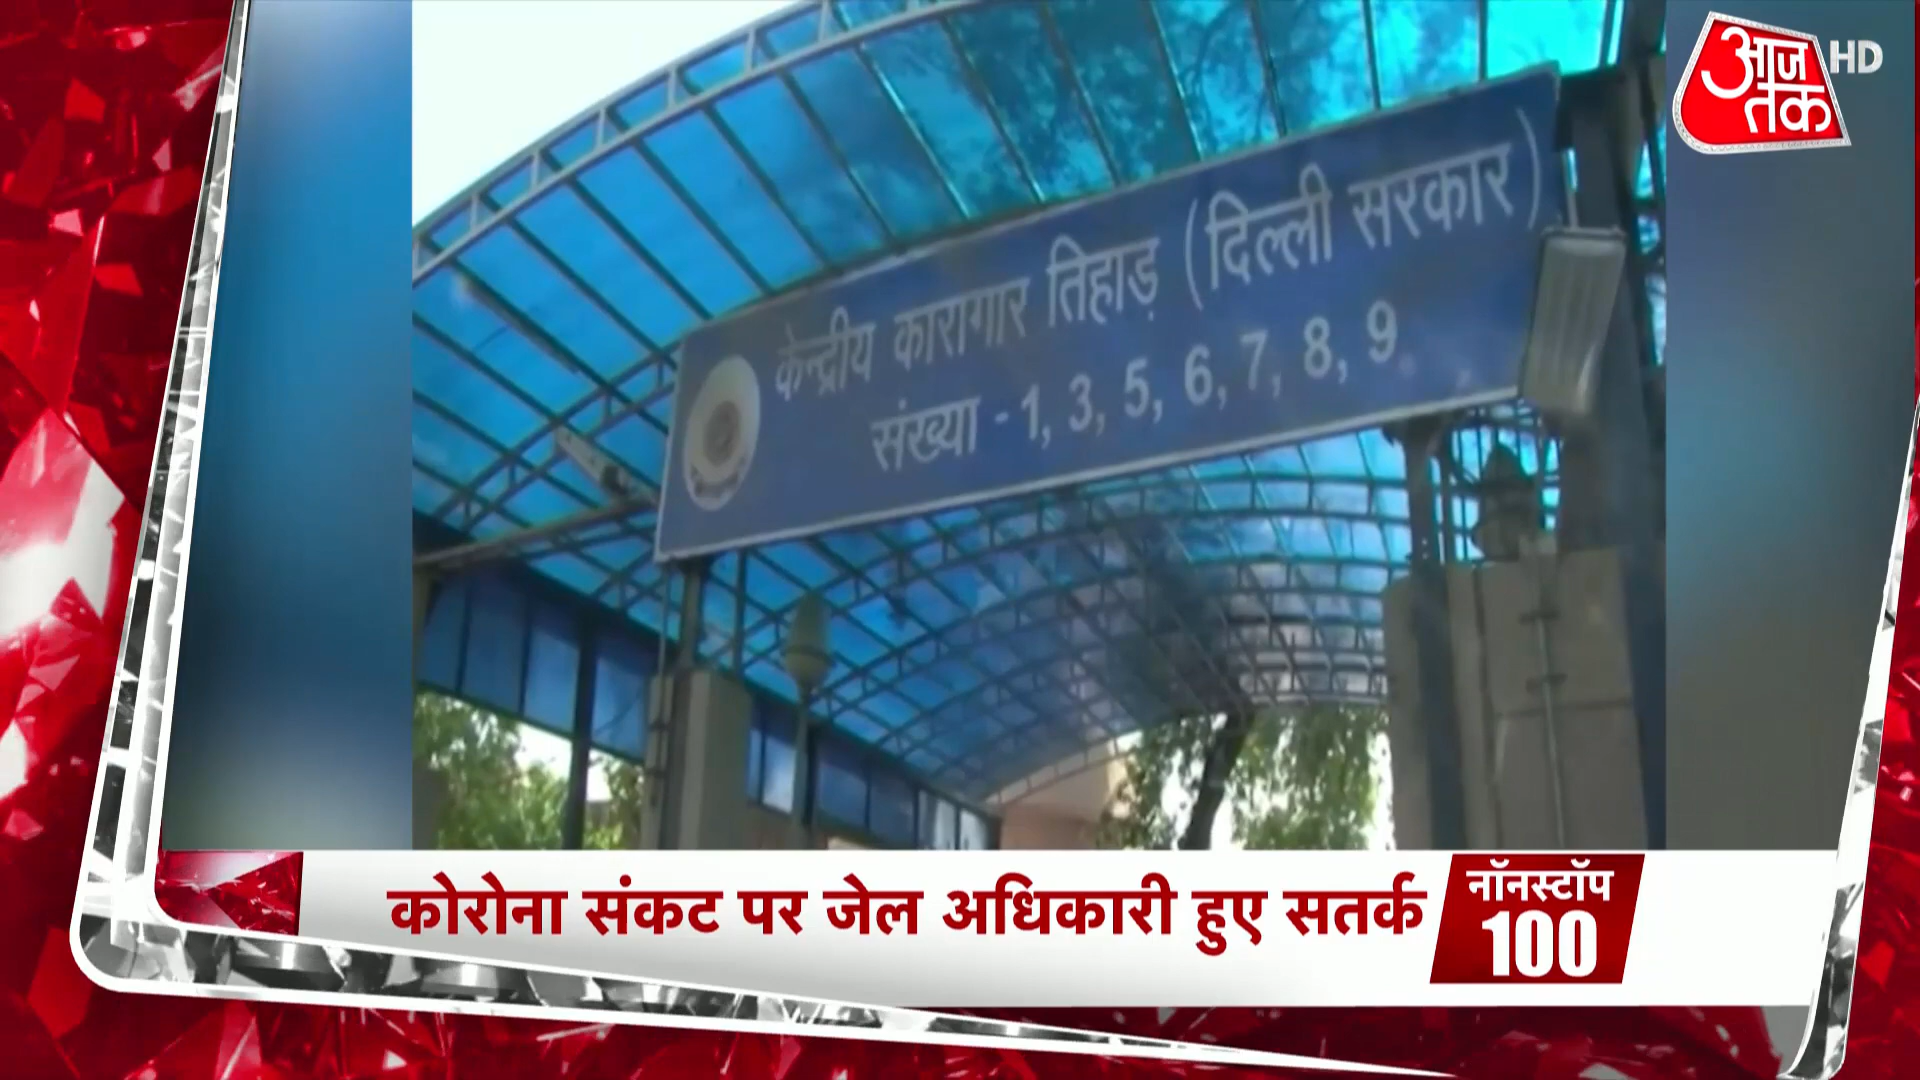 आज
तक
HD
केन्द्रीय कारागार तिहाड़ (दिल्ली सरकार)
संख्या - 1, 3, 5, 6, 7, 8, 9
कोरोना संकट पर जेल अधिकारी हुए सतर्क
नॉनस्टॉप
100